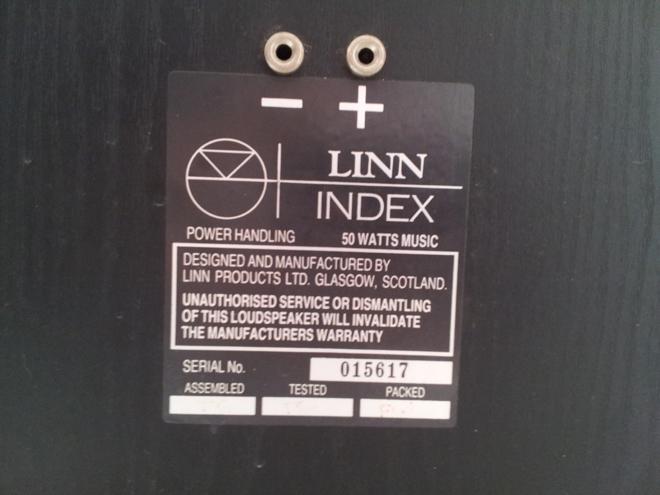 − +
LINN
INDEX
POWER HANDLING 50 WATTS MUSIC
DESIGNED AND MANUFACTURED BY
LINN PRODUCTS LTD. GLASGOW, SCOTLAND.
UNAUTHORISED SERVICE OR DISMANTLING
OF THIS LOUDSPEAKER WILL INVALIDATE
THE MANUFACTURERS WARRANTY
SERIAL No. 015617
ASSEMBLED TESTED PACKED